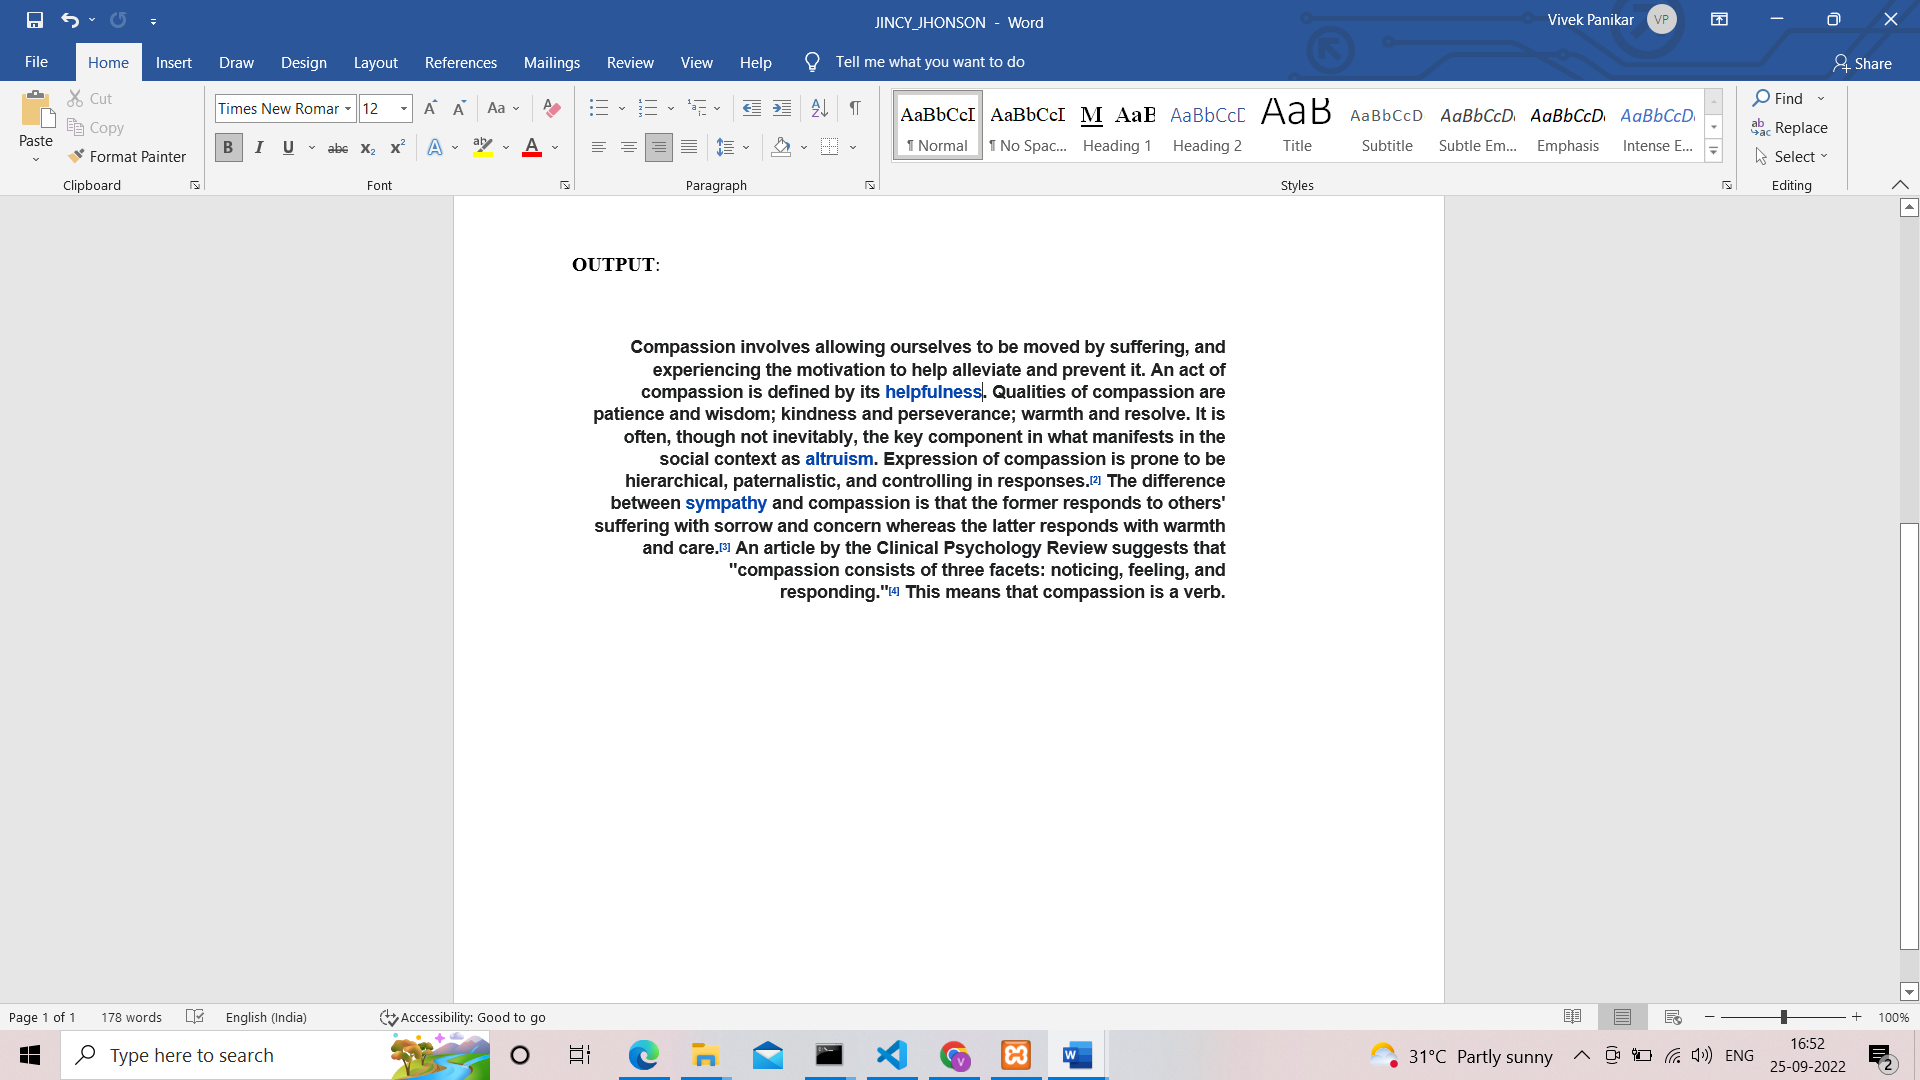 JINCY_JHONSON - Word
Vivek Panikar
VP
File Home Insert Draw Design Layout References Mailings Review View Help Tell me what you want to do
Share
Paste
Cut
Copy
Format Painter
Clipboard
Times New Roman 12
Aa
B I U abc x₂ x² A ab A
Font
Paragraph
AaBbCcI AaBbCcI M AaB AaBbCcD AaB AaBbCcD AaBbCcD AaBbCcD AaBbCcD
¶ Normal ¶ No Spac... Heading 1 Heading 2 Title Subtitle Subtle Em... Emphasis Intense E...
Styles
Find
Replace
Select
Editing
OUTPUT:
Compassion involves allowing ourselves to be moved by suffering, and
experiencing the motivation to help alleviate and prevent it. An act of
compassion is defined by its helpfulness. Qualities of compassion are
patience and wisdom; kindness and perseverance; warmth and resolve. It is
often, though not inevitably, the key component in what manifests in the
social context as altruism. Expression of compassion is prone to be
hierarchical, paternalistic, and controlling in responses.[2] The difference
between sympathy and compassion is that the former responds to others'
suffering with sorrow and concern whereas the latter responds with warmth
and care.[3] An article by the Clinical Psychology Review suggests that
"compassion consists of three facets: noticing, feeling, and
responding."[4] This means that compassion is a verb.
Page 1 of 1 178 words English (India) Accessibility: Good to go 100%
Type here to search
31°C Partly sunny
ENG
16:52
25-09-2022
2